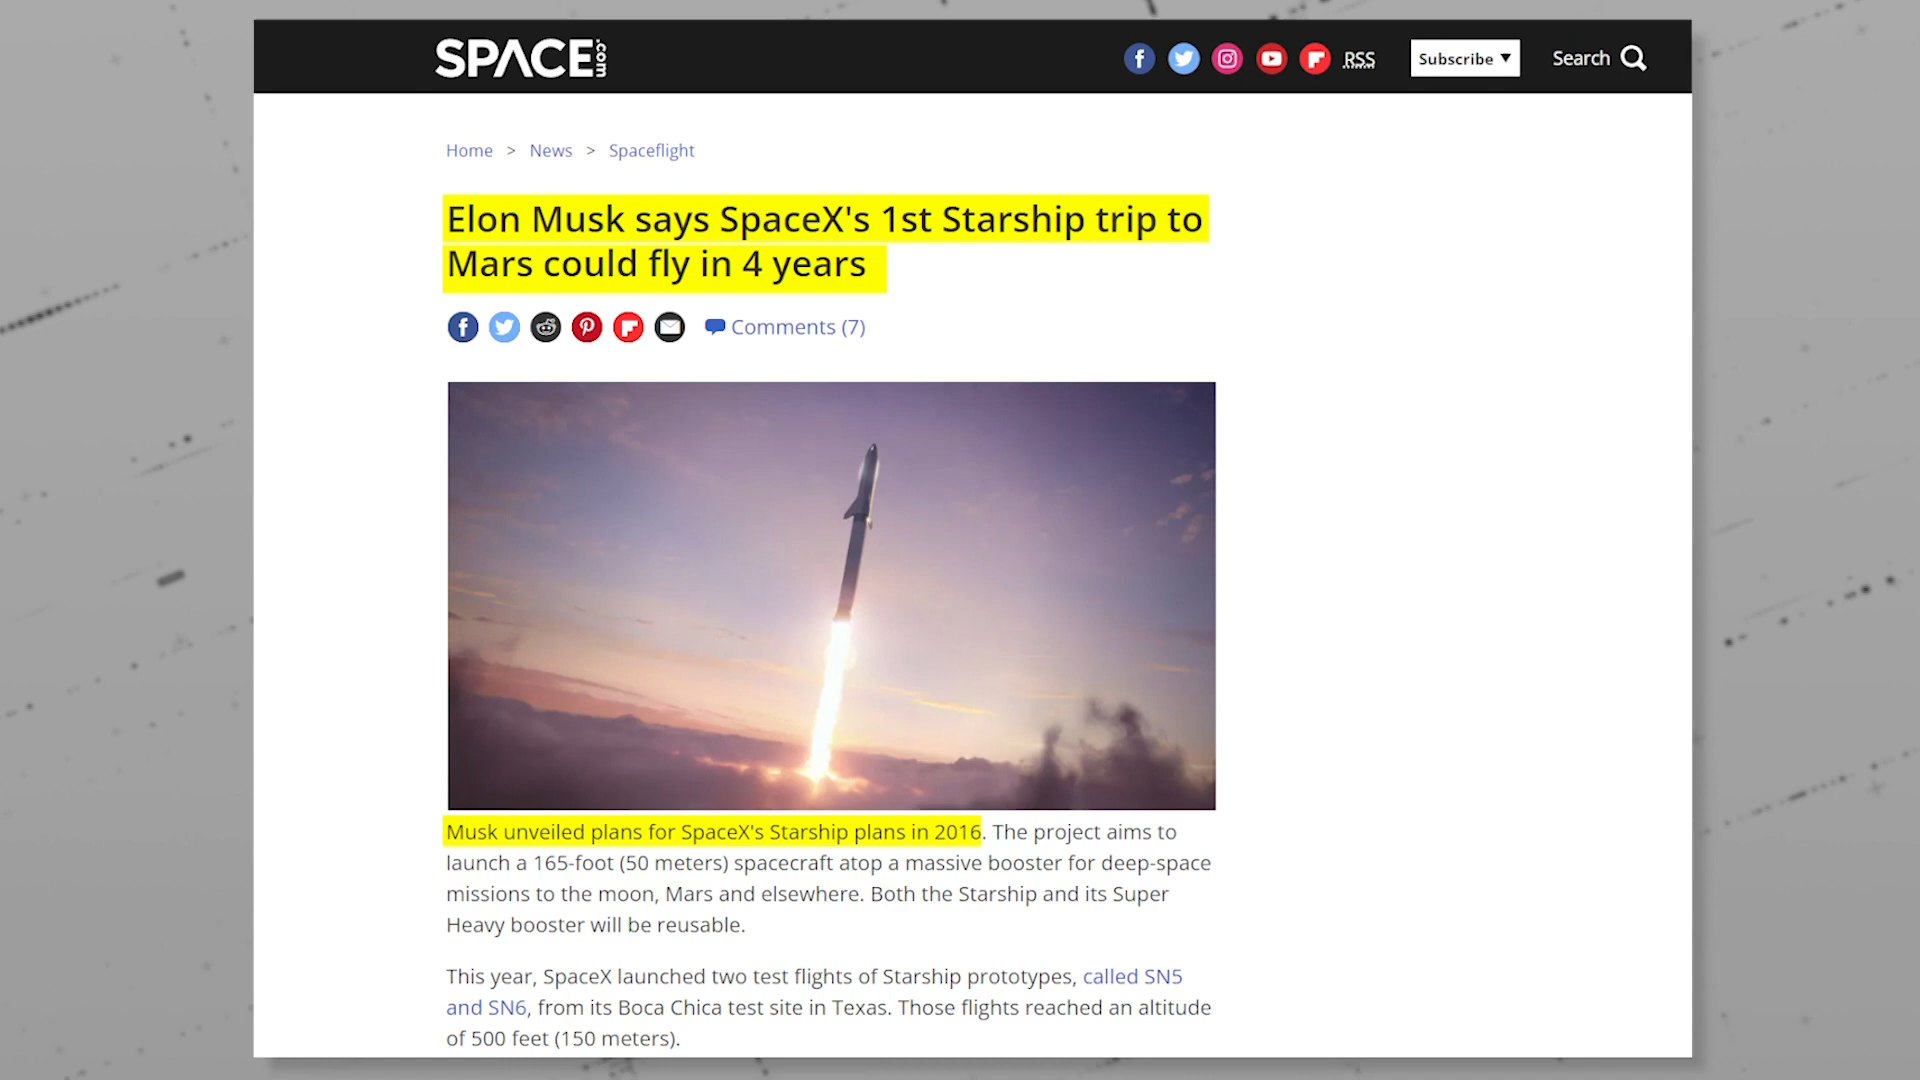 SPACE.com
RSS
Subscribe ▼
Search
Home > News > Spaceflight
Elon Musk says SpaceX's 1st Starship trip to
Mars could fly in 4 years
Comments (7)
Musk unveiled plans for SpaceX's Starship plans in 2016. The project aims to
launch a 165-foot (50 meters) spacecraft atop a massive booster for deep-space
missions to the moon, Mars and elsewhere. Both the Starship and its Super
Heavy booster will be reusable.
This year, SpaceX launched two test flights of Starship prototypes, called SN5
and SN6, from its Boca Chica test site in Texas. Those flights reached an altitude
of 500 feet (150 meters).